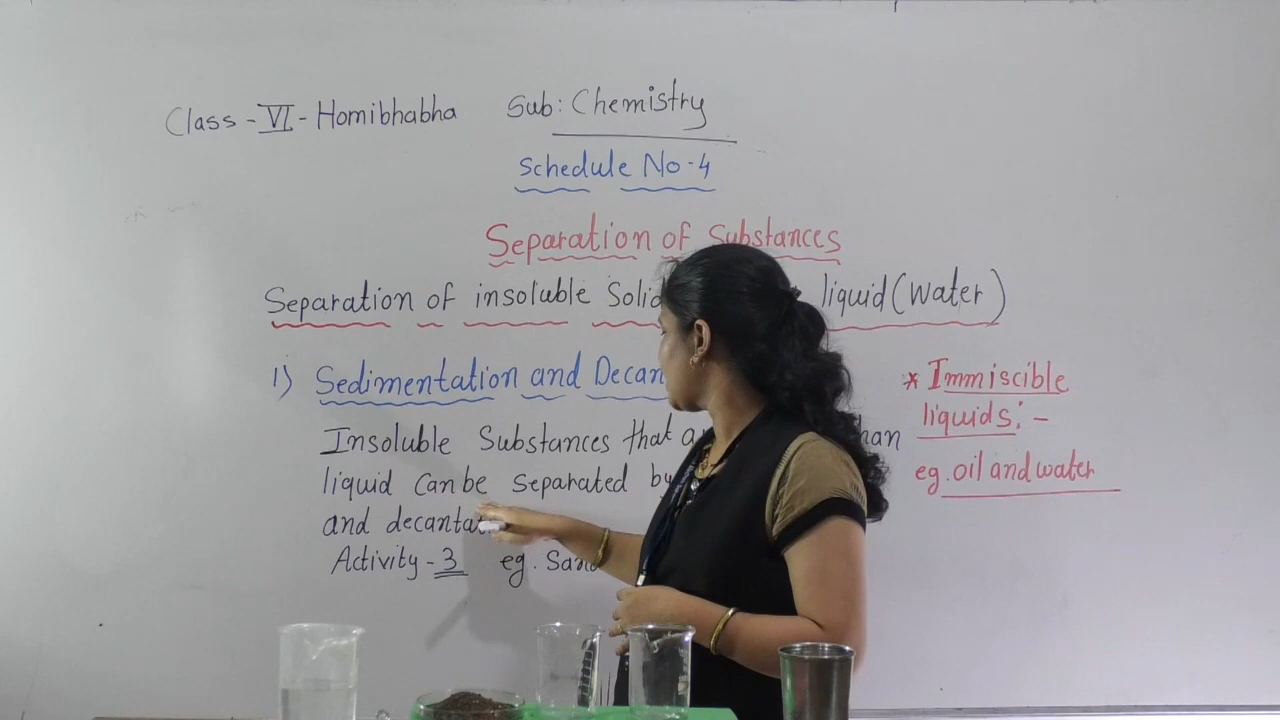 Class - VI - Homibhabha Sub: Chemistry
Schedule No-4
Separation of Substances
Separation of insoluble Solid liquid (Water)
1) Sedimentation and Decan
Insoluble Substances that a han
liquid can be separated by
and decantat
Activity - 3 eg. Sand
* Immiscible
liquids: -
eg. oil and water